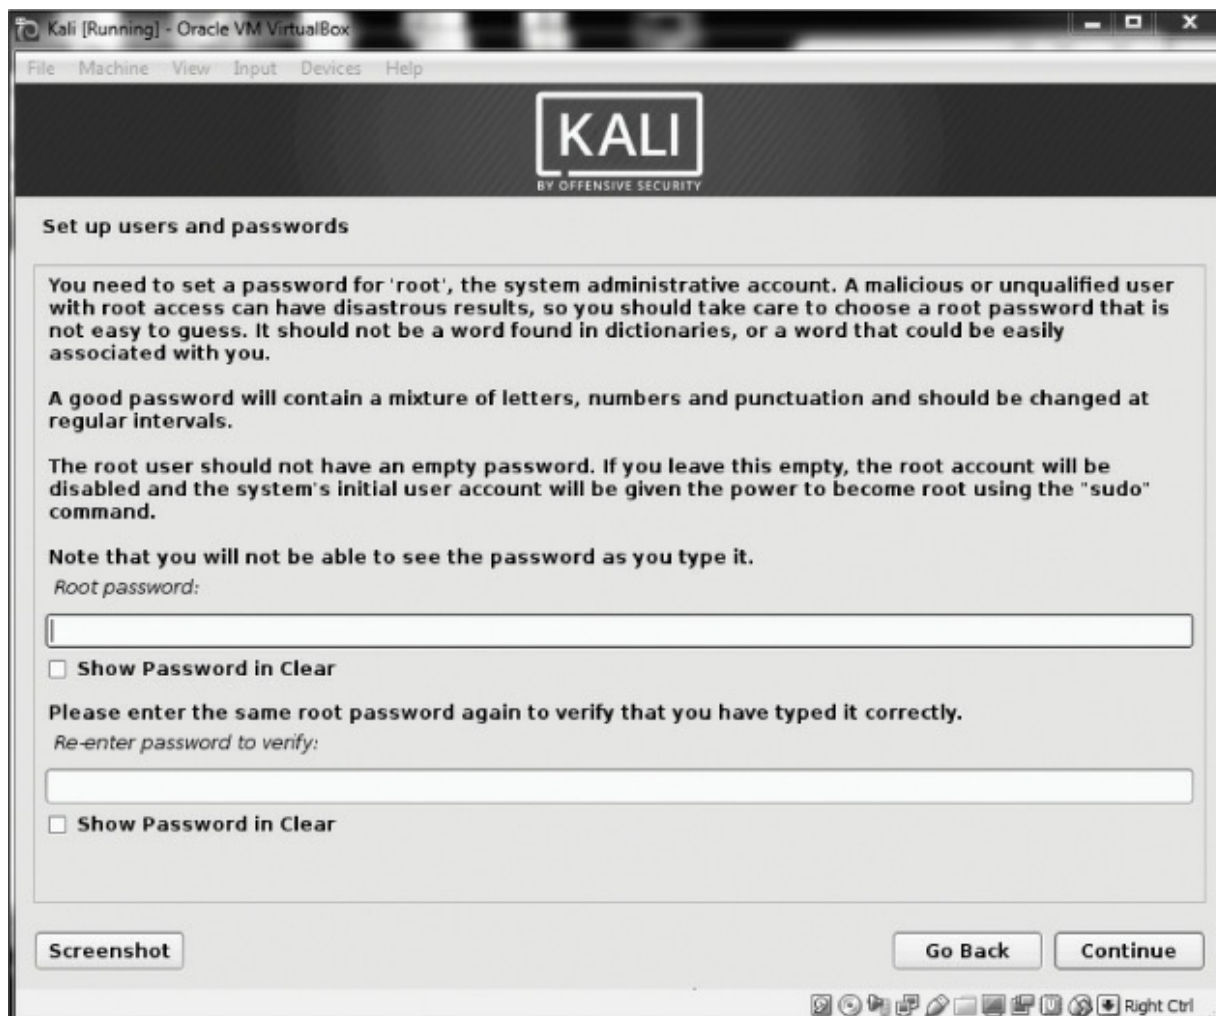 Kali [Running] - Oracle VM VirtualBox
File Machine View Input Devices Help
KALI
BY OFFENSIVE SECURITY
Set up users and passwords
You need to set a password for 'root', the system administrative account. A malicious or unqualified user
with root access can have disastrous results, so you should take care to choose a root password that is
not easy to guess. It should not be a word found in dictionaries, or a word that could be easily
associated with you.
A good password will contain a mixture of letters, numbers and punctuation and should be changed at
regular intervals.
The root user should not have an empty password. If you leave this empty, the root account will be
disabled and the system's initial user account will be given the power to become root using the "sudo"
command.
Note that you will not be able to see the password as you type it.
Root password:
Show Password in Clear
Please enter the same root password again to verify that you have typed it correctly.
Re-enter password to verify:
Show Password in Clear
Screenshot Go Back Continue
Right Ctrl